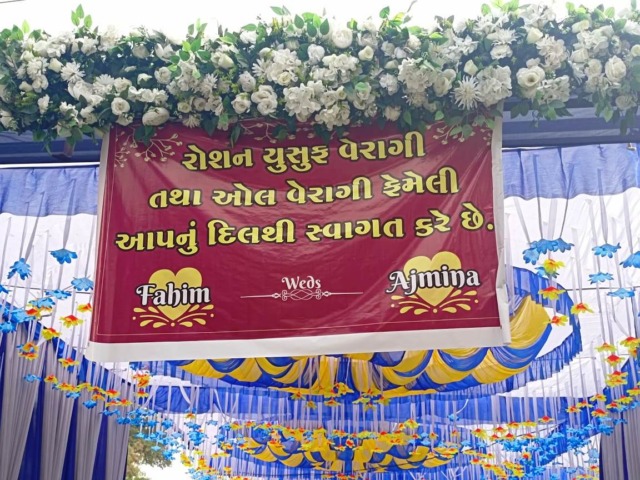 રોશન યુસુફ વેરાગી
તથા ઓલ વેરાગી ફેમેલી
આપનું દિલથી સ્વાગત કરે છે.
Fahim Weds Ajmina